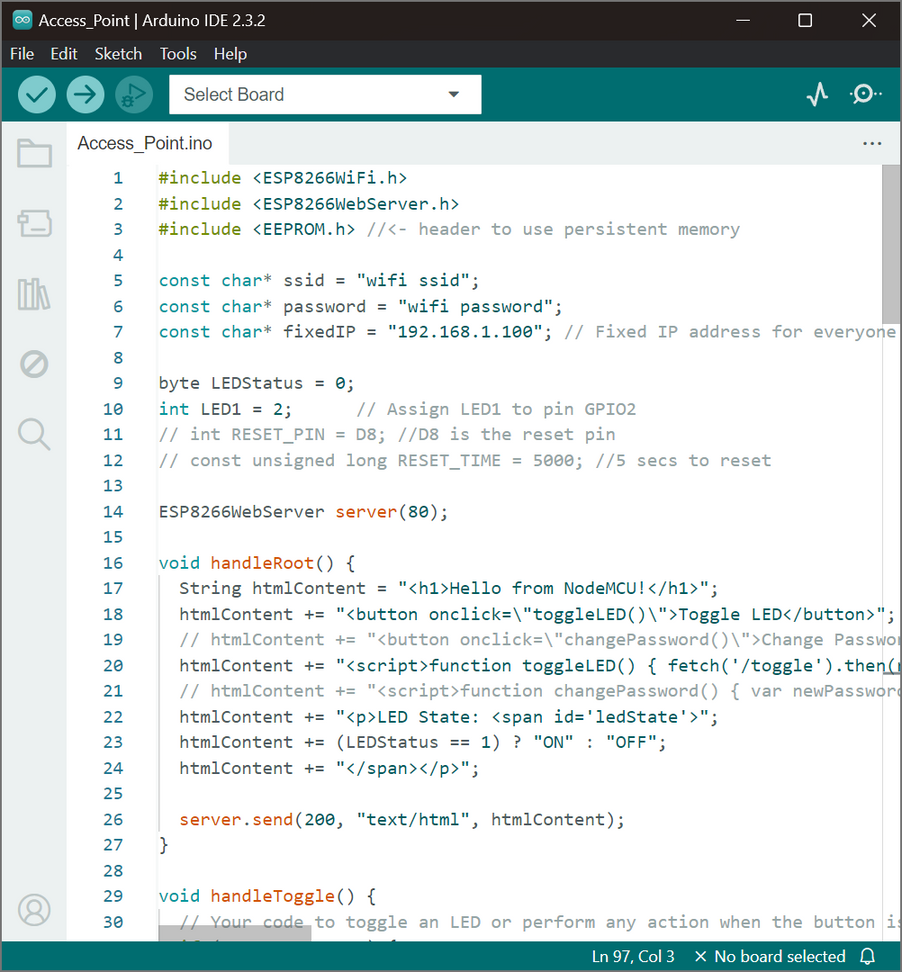 Access_Point | Arduino IDE 2.3.2
File Edit Sketch Tools Help
Select Board
Access_Point.ino
1 #include <ESP8266WiFi.h>
2 #include <ESP8266WebServer.h>
3 #include <EEPROM.h> //<- header to use persistent memory
4
5 const char* ssid = "wifi ssid";
6 const char* password = "wifi password";
7 const char* fixedIP = "192.168.1.100"; // Fixed IP address for everyone
8
9 byte LEDStatus = 0;
10 int LED1 = 2; // Assign LED1 to pin GPIO2
11 // int RESET_PIN = D8; //D8 is the reset pin
12 // const unsigned long RESET_TIME = 5000; //5 secs to reset
13
14 ESP8266WebServer server(80);
15
16 void handleRoot() {
17 String htmlContent = "<h1>Hello from NodeMCU!</h1>";
18 htmlContent += "<button onclick=\"toggleLED()\">Toggle LED</button>";
19 // htmlContent += "<button onclick=\"changePassword()\">Change Passwo
20 htmlContent += "<script>function toggleLED() { fetch('/toggle').then(
21 // htmlContent += "<script>function changePassword() { var newPassword
22 htmlContent += "<p>LED State: <span id='ledState'>";
23 htmlContent += (LEDStatus == 1) ? "ON" : "OFF";
24 htmlContent += "</span></p>";
25
26 server.send(200, "text/html", htmlContent);
27 }
28
29 void handleToggle() {
30 // Your code to toggle an LED or perform any action when the button is
Ln 97, Col 3 × No board selected